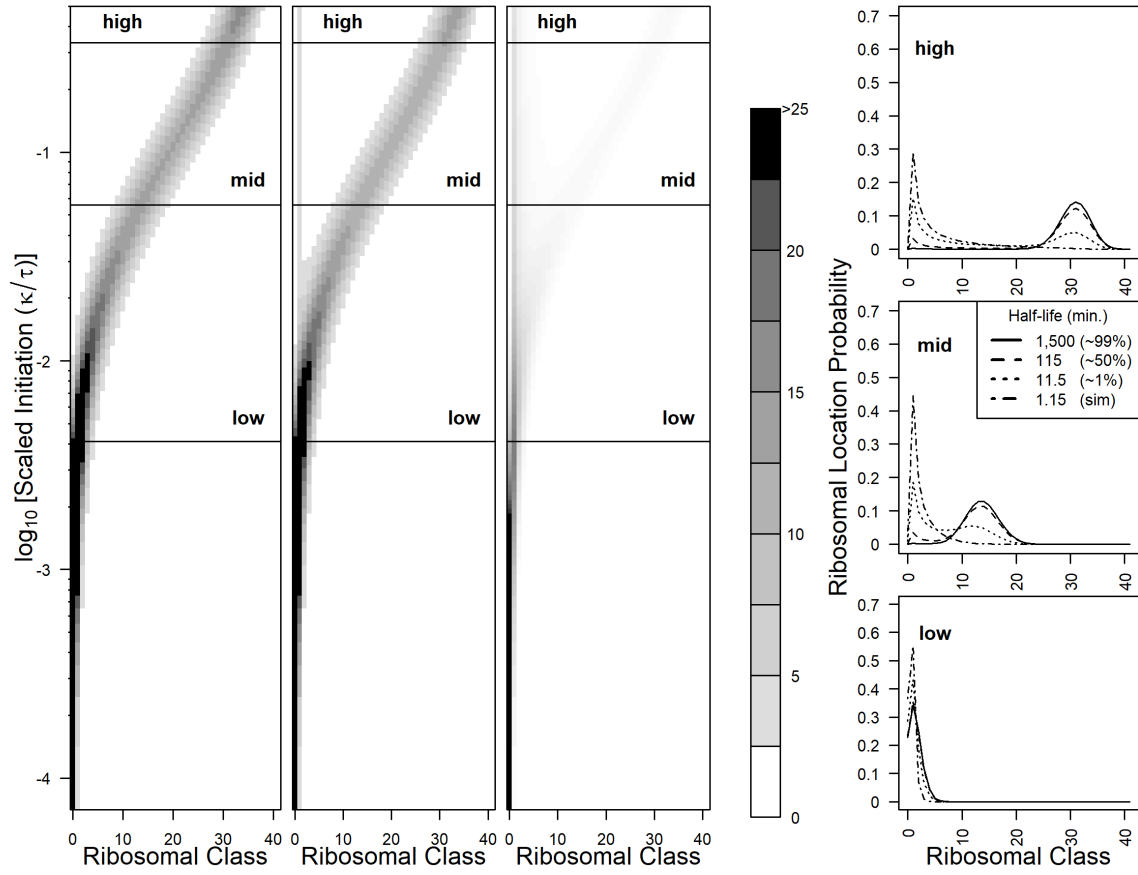 high
high
high
mid
mid
mid
low
low
low
log10 [Scaled Initiation (κ/τ)]
-1
-2
-3
-4
0 10 20 30 40
0 10 20 30 40
0 10 20 30 40
Ribosomal Class
Ribosomal Class
Ribosomal Class
>25
20
15
10
5
0
Ribosomal Location Probability
high
0.7
0.6
0.5
0.4
0.3
0.2
0.1
0
0 10 20 30 40
mid
0.7
0.6
0.5
0.4
0.3
0.2
0.1
0
Half-life (min.)
1,500 (~99%)
115 (~50%)
11.5 (~1%)
1.15 (sim)
0 10 20 30 40
low
0.7
0.6
0.5
0.4
0.3
0.2
0.1
0
0 10 20 30 40
Ribosomal Class